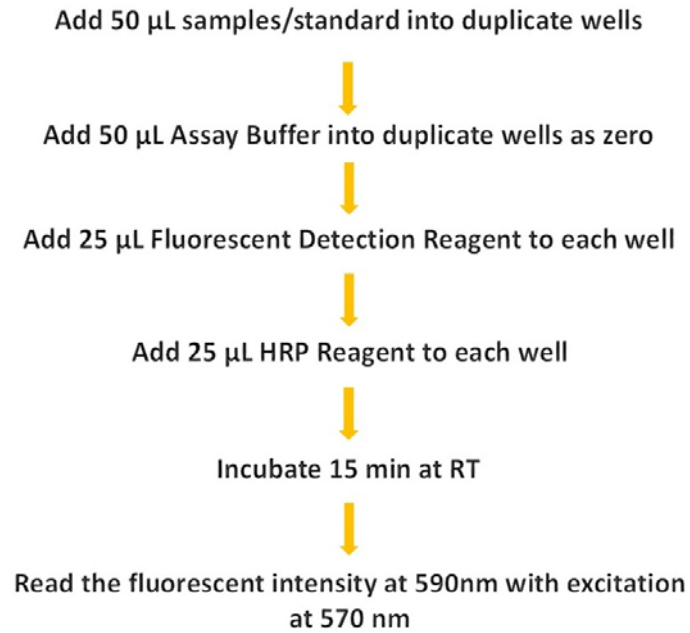 Add 50 µL samples/standard into duplicate wells
Add 50 µL Assay Buffer into duplicate wells as zero
Add 25 µL Fluorescent Detection Reagent to each well
Add 25 µL HRP Reagent to each well
Incubate 15 min at RT
Read the fluorescent intensity at 590nm with excitation
at 570 nm